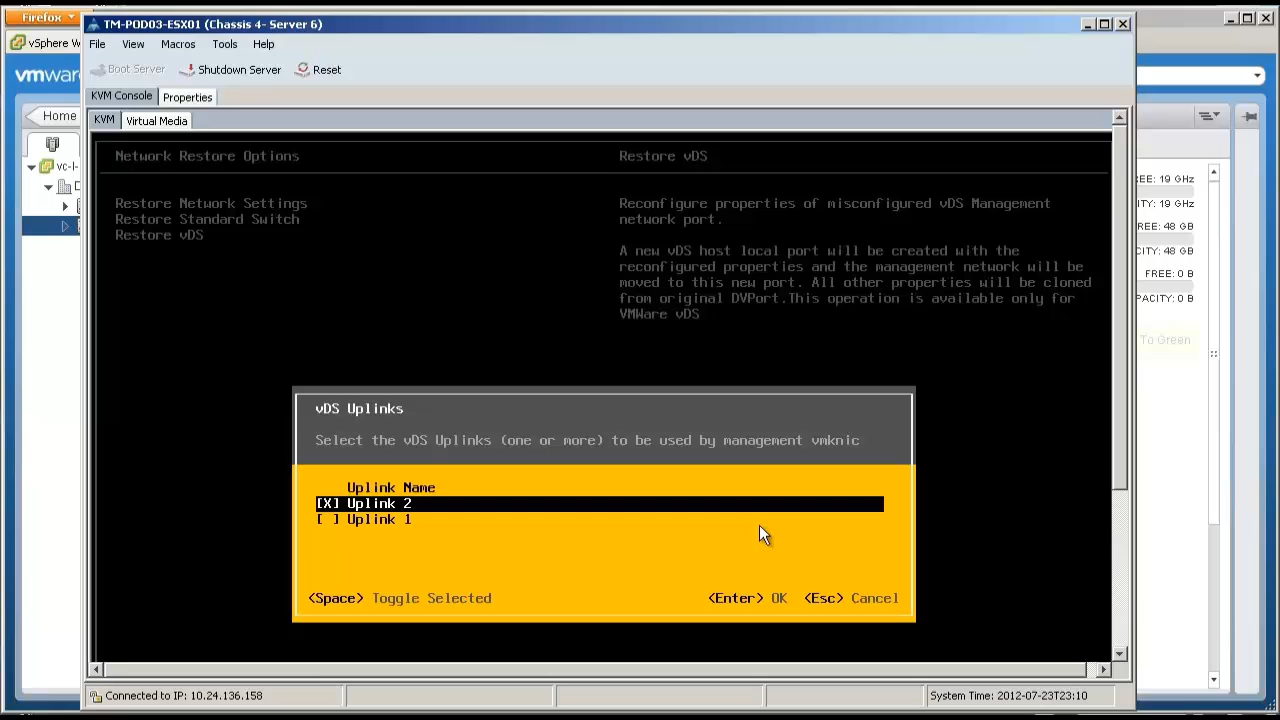 Firefox
TM-POD03-ESX01 (Chassis 4- Server 6)
vSphere W
File View Macros Tools Help
vmwa
Boot Server Shutdown Server Reset
KVM Console Properties
Home
KVM Virtual Media
Network Restore Options Restore vDS
vc-l-
EE: 19 GHz
D
ITY: 19 GHz
Restore Network Settings
Restore Standard Switch
Restore vDS
Reconfigure properties of misconfigured vDS Management
network port.
REE: 48 GB
CITY: 48 GB
FREE: 0 B
PACITY: 0 B
A new vDS host local port will be created with the
reconfigured properties and the management network will be
moved to this new port. All other properties will be cloned
from original DVPort.This operation is available only for
VMWare vDS
To Green
vDS Uplinks
Select the vDS Uplinks (one or more) to be used by management vmknic
Uplink Name
[X] Uplink 2
[ ] Uplink 1
<Space> Toggle Selected <Enter> OK <Esc> Cancel
Connected to IP: 10.24.136.158 System Time: 2012-07-23T23:10